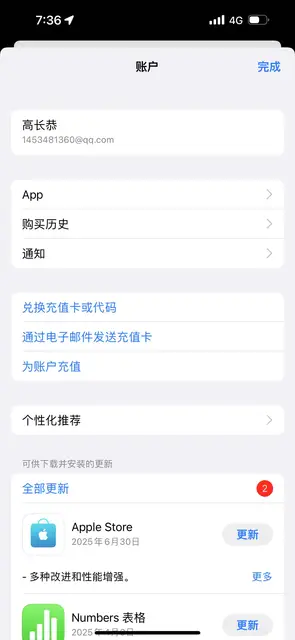 7:36
4G
账户
完成
高长恭
1453481360@qq.com
App
购买历史
通知
兑换充值卡或代码
通过电子邮件发送充值卡
为账户充值
个性化推荐
可供下载并安装的更新
全部更新
2
Apple Store
2025年6月30日
更新
- 多种改进和性能增强。
更多
Numbers 表格
更新